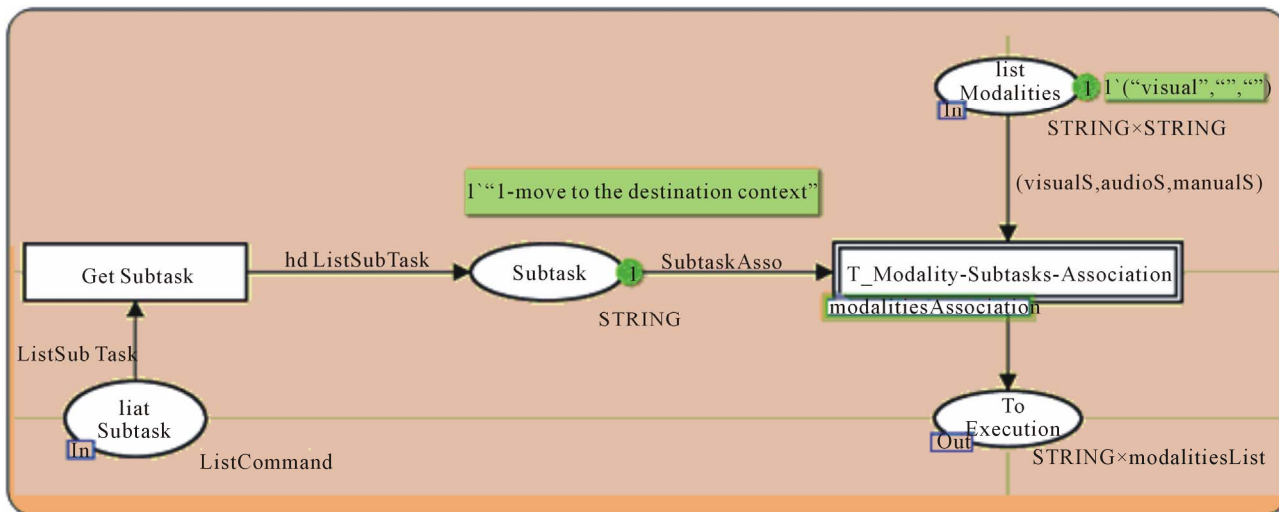 list
Modalities
1
1`(“visual”,“”,“”)
In
STRING×STRING
(visualS,audioS,manualS)
1`“1-move to the destination context”
Get Subtask
hd ListSubTask
Subtask
1
SubtaskAsso
T_Modality-Subtasks-Association
modalitiesAssociation
STRING
ListSub Task
liat
Subtask
In
ListCommand
To
Execution
Out
STRING×modalitiesList